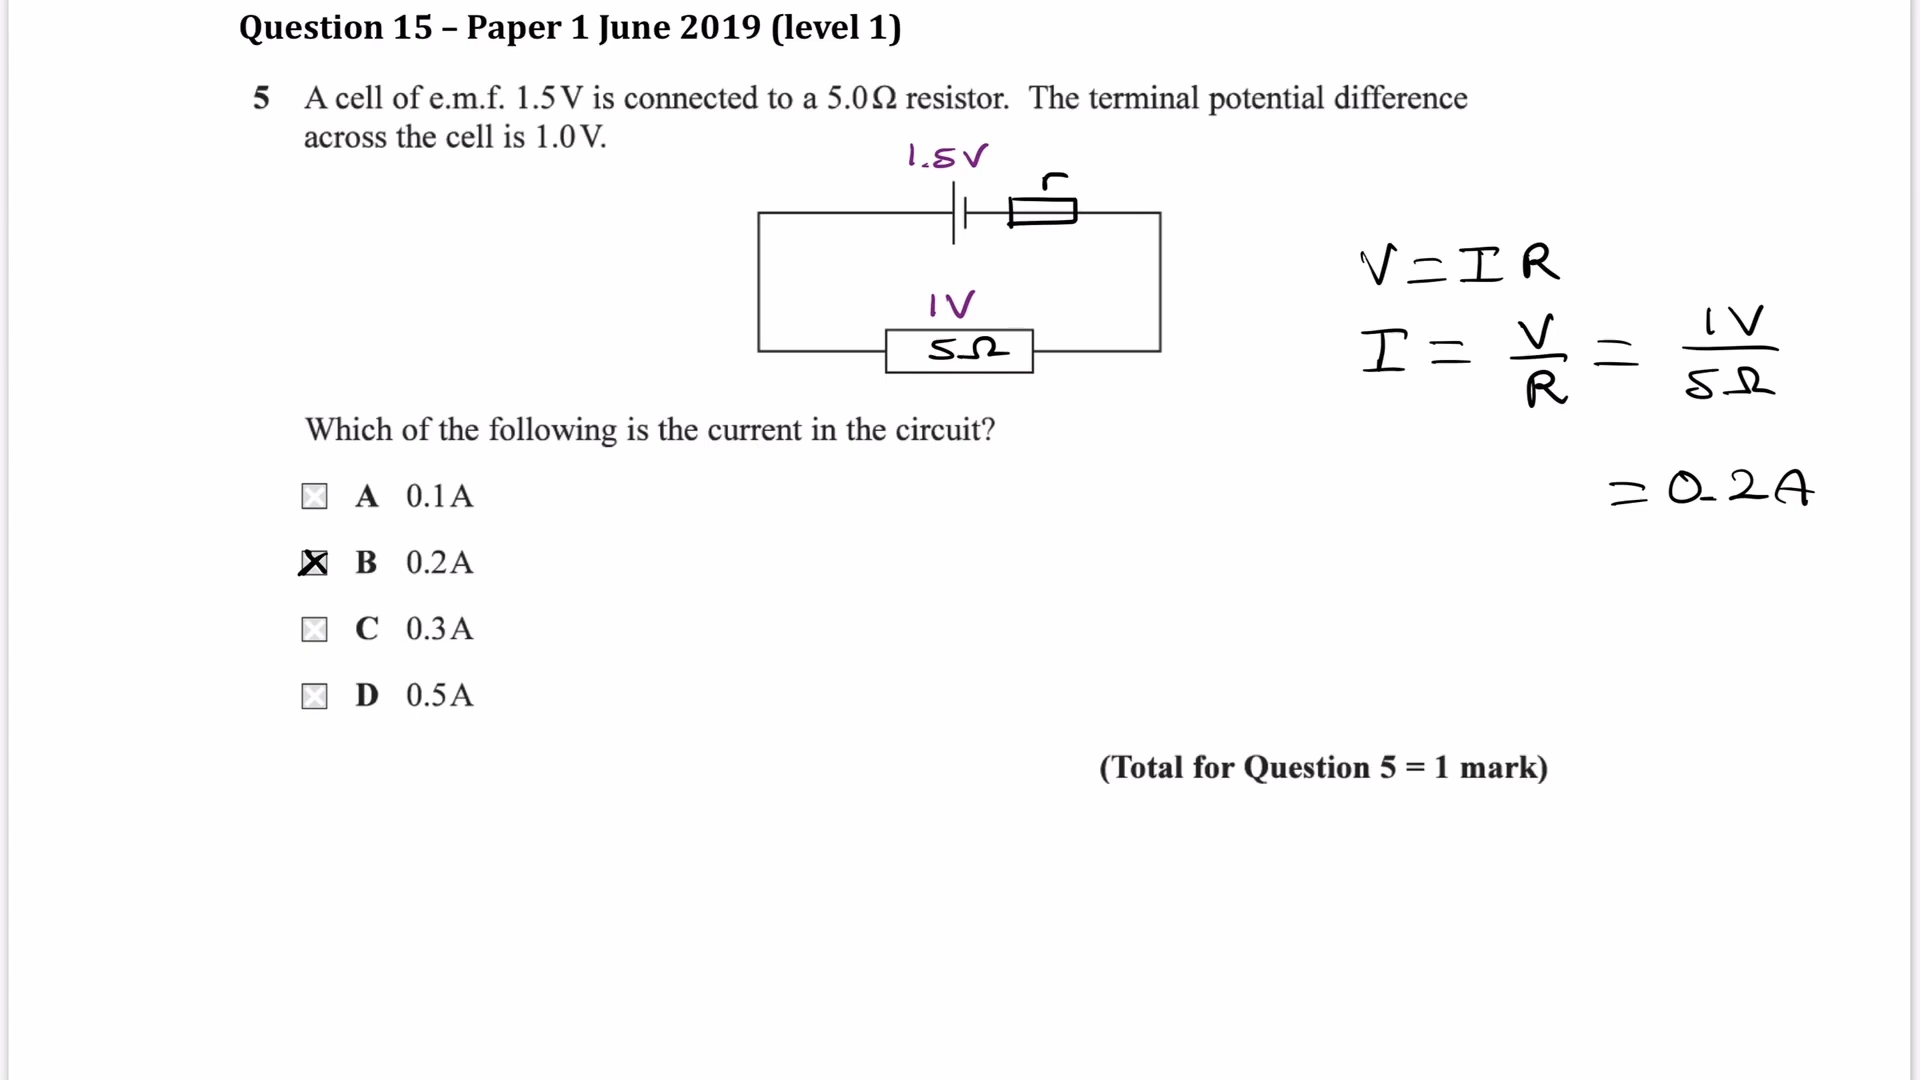 Question 15 – Paper 1 June 2019 (level 1)
5 A cell of e.m.f. 1.5 V is connected to a 5.0 Ω resistor. The terminal potential difference
across the cell is 1.0 V.
1.5V
r
1V
5Ω
V = IR
I = V/R = 1V/5Ω
= 0.2A
Which of the following is the current in the circuit?
A 0.1 A
B 0.2 A
C 0.3 A
D 0.5 A
(Total for Question 5 = 1 mark)